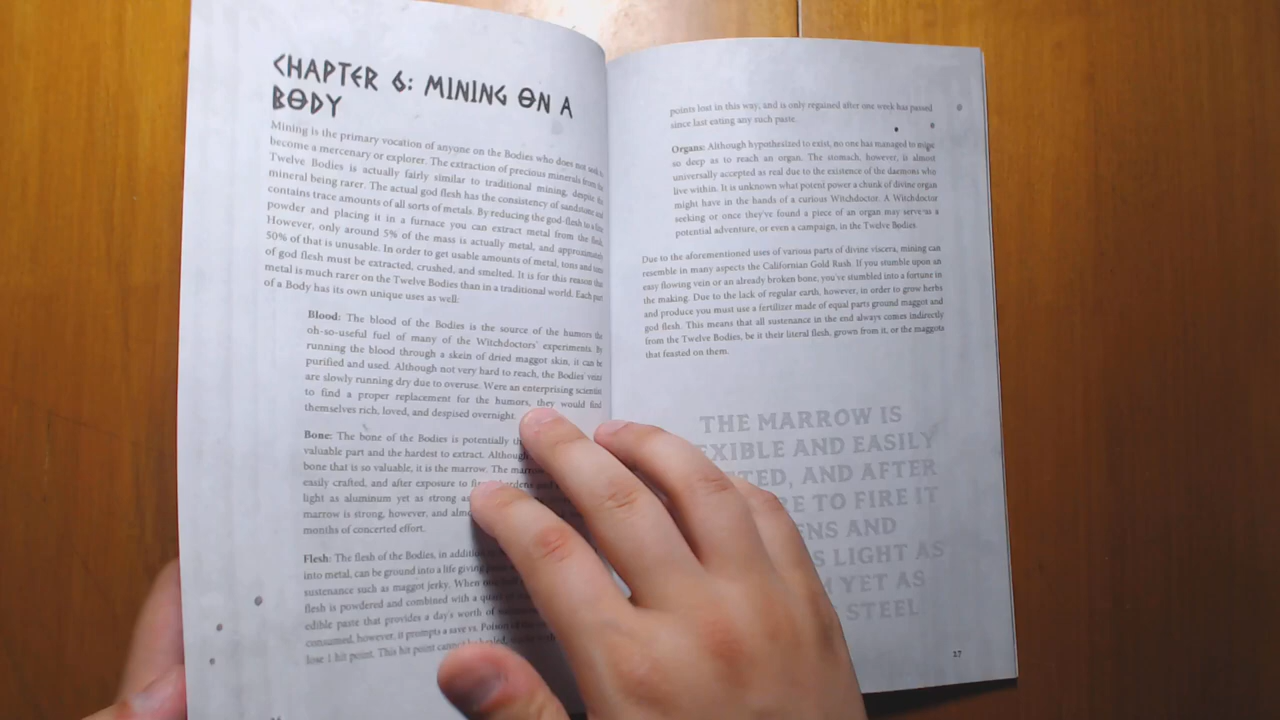 CHAPTER 6: MINING ON A
BODY
Mining is the primary vocation of anyone on the Bodies who does not seek to
become a mercenary or explorer. The extraction of precious minerals from the
Twelve Bodies is actually fairly similar to traditional mining, despite the
mineral being rarer. The actual god flesh has the consistency of sandstone and
contains trace amounts of all sorts of metals. By reducing the god-flesh to a fine
powder and placing it in a furnace you can extract metal from the flesh.
However, only around 5% of the mass is actually metal, and approximately
50% of that is unusable. In order to get usable amounts of metal, tons and tons
of god flesh must be extracted, crushed, and smelted. It is for this reason that
metal is much rarer on the Twelve Bodies than in a traditional world. Each part
of a Body has its own unique uses as well:
Blood: The blood of the Bodies is the source of the humors the
oh-so-useful fuel of many of the Witchdoctors' experiments. By
running the blood through a skein of dried maggot skin, it can be
purified and used. Although not very hard to reach, the Bodies' veins
are slowly running dry due to overuse. Were an enterprising scientist
to find a proper replacement for the humors, they would find
themselves rich, loved, and despised overnight.
Bone: The bone of the Bodies is potentially
valuable part and the hardest to extract.
bone that is so valuable, it is the marrow. The
easily crafted, and after exposure to
light as aluminum yet as strong as
marrow is strong, however, and
months of concerted effort.
Flesh: The flesh of the Bodies, in
into metal, can be ground into a life giving
sustenance such as maggot jerky. When
flesh is powdered and combined with a
edible paste that provides a day's worth of
consumed, however, it prompts a save vs. Poison
lose 1 hit point. This hit point
points lost in this way, and is only regained after one week has passed
since last eating any such paste.
Organs: Although hypothesized to exist, no one has managed to mine
so deep as to reach an organ. The stomach, however, is almost
universally accepted as real due to the existence of the daemons who
live within. It is unknown what potent power a chunk of divine organ
might have in the hands of a curious Witchdoctor. A Witchdoctor
seeking or once they've found a piece of an organ may serve as a
potential adventure, or even a campaign, in the Twelve Bodies.
Due to the aforementioned uses of various parts of divine viscera, mining can
resemble in many aspects the Californian Gold Rush. If you stumble upon an
easy flowing vein or an already broken bone, you've stumbled into a fortune in
the making. Due to the lack of regular earth, however, in order to grow herbs
and produce you must use a fertilizer made of equal parts ground maggot and
god flesh. This means that all sustenance in the end always comes indirectly
from the Twelve Bodies, be it their literal flesh, grown from it, or the maggots
that feasted on them.
THE MARROW IS
EXIBLE AND EASILY
TED, AND AFTER
RE TO FIRE IT
ENS AND
S LIGHT AS
M YET AS
STEEL
27